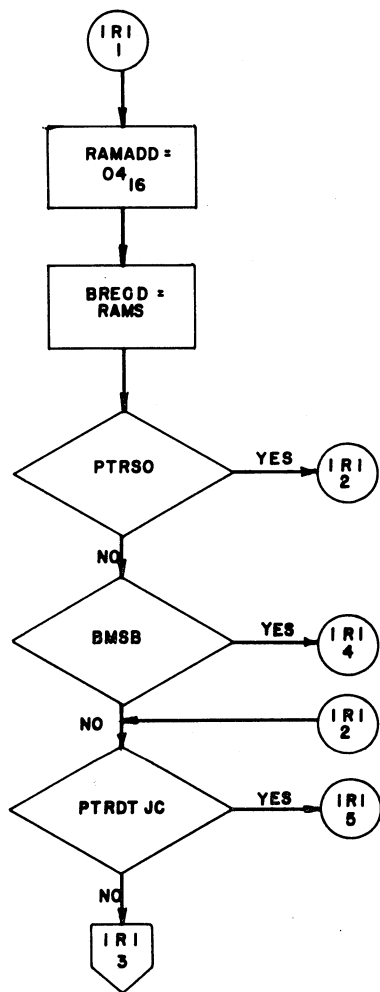 IRI
1
RAMADD =
04 16
BREGD =
RAMS
PTRSO
YES
IRI
2
NO
BMSB
YES
IRI
4
NO
IRI
2
PTRDT JC
YES
IRI
5
NO
IRI
3